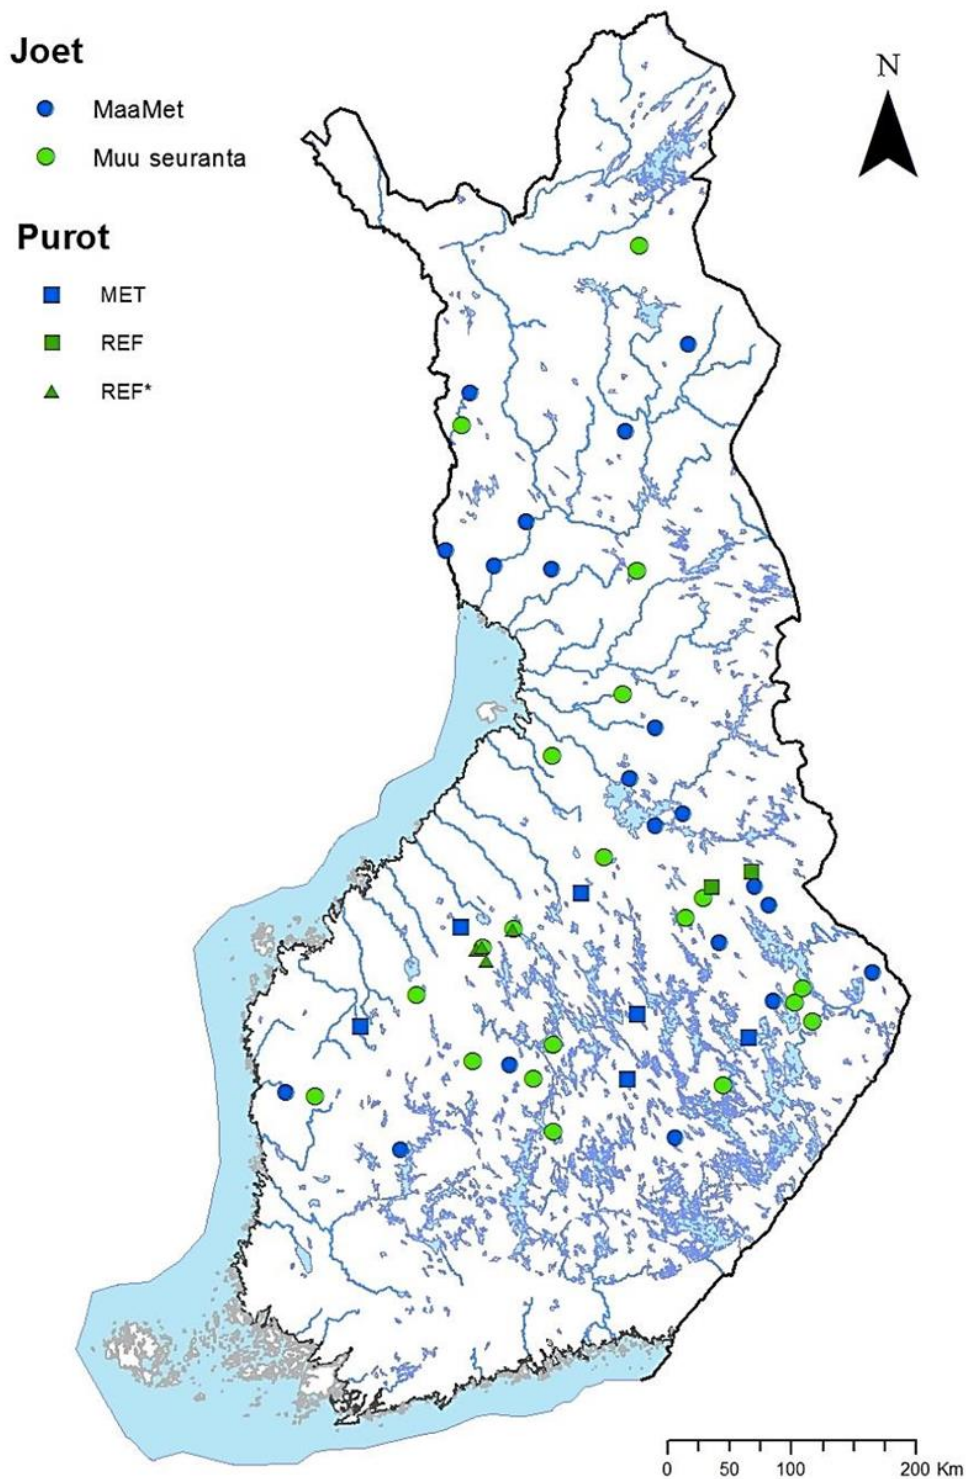 Joet
MaaMet
Muu seuranta
Purot
MET
REF
REF*
N
0 50 100 200 Km